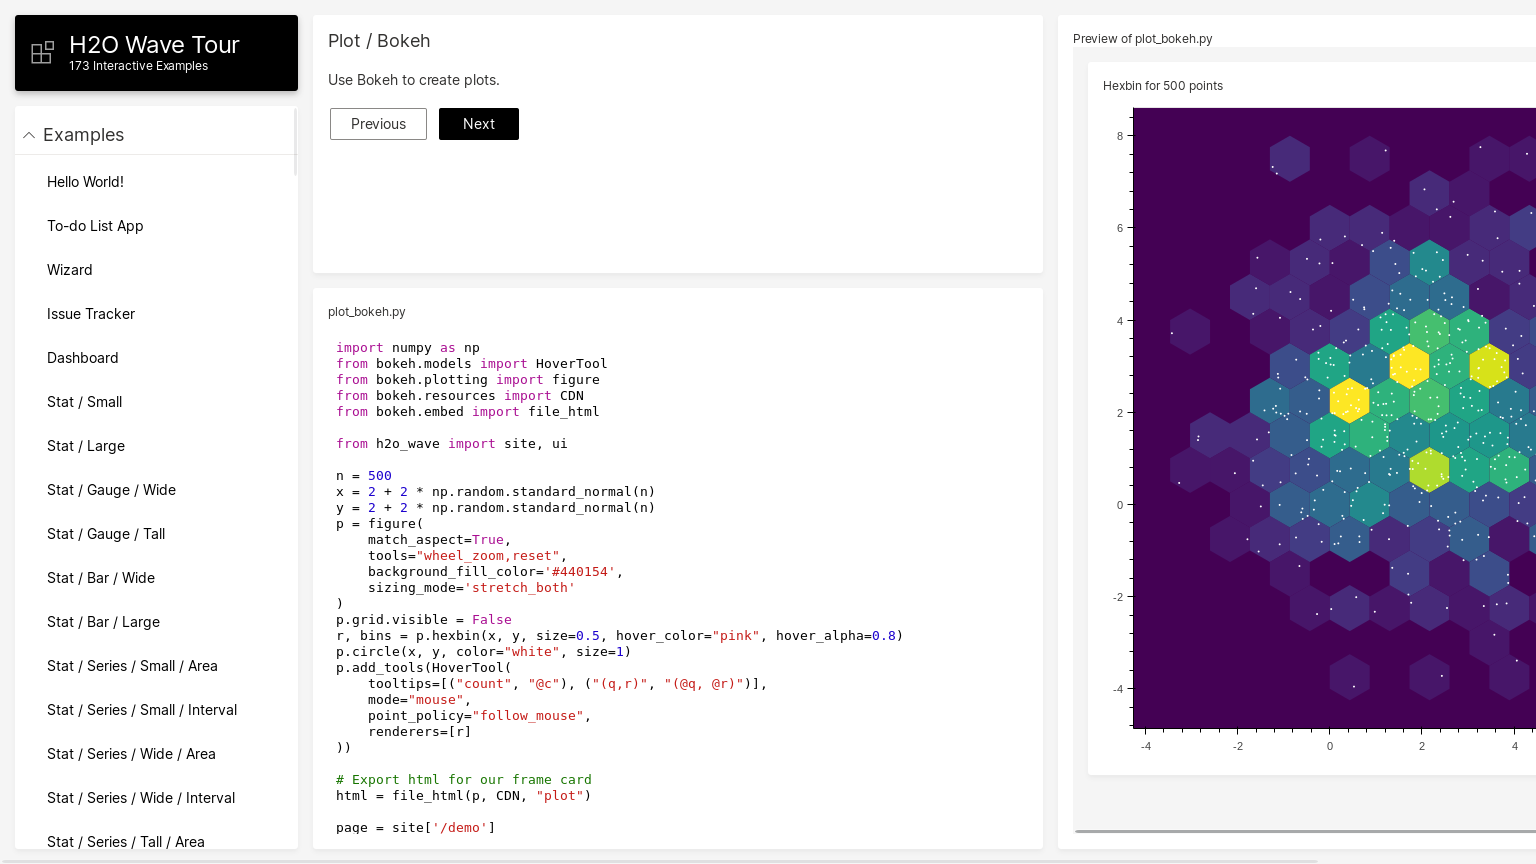 H2O Wave Tour
173 Interactive Examples
Examples
Hello World!
To-do List App
Wizard
Issue Tracker
Dashboard
Stat / Small
Stat / Large
Stat / Gauge / Wide
Stat / Gauge / Tall
Stat / Bar / Wide
Stat / Bar / Large
Stat / Series / Small / Area
Stat / Series / Small / Interval
Stat / Series / Wide / Area
Stat / Series / Wide / Interval
Stat / Series / Tall / Area
Plot / Bokeh
Use Bokeh to create plots.
Previous
Next
plot_bokeh.py
import numpy as np
from bokeh.models import HoverTool
from bokeh.plotting import figure
from bokeh.resources import CDN
from bokeh.embed import file_html
from h2o_wave import site, ui
n = 500
x = 2 + 2 * np.random.standard_normal(n)
y = 2 + 2 * np.random.standard_normal(n)
p = figure(
    match_aspect=True,
    tools="wheel_zoom,reset",
    background_fill_color='#440154',
    sizing_mode='stretch_both'
)
p.grid.visible = False
r, bins = p.hexbin(x, y, size=0.5, hover_color="pink", hover_alpha=0.8)
p.circle(x, y, color="white", size=1)
p.add_tools(HoverTool(
    tooltips=[("count", "@c"), ("(q,r)", "(@q, @r)")],
    mode="mouse",
    point_policy="follow_mouse",
    renderers=[r]
))
# Export html for our frame card
html = file_html(p, CDN, "plot")
page = site['/demo']
Preview of plot_bokeh.py
Hexbin for 500 points
8
6
4
2
0
-2
-4
-4
-2
0
2
4